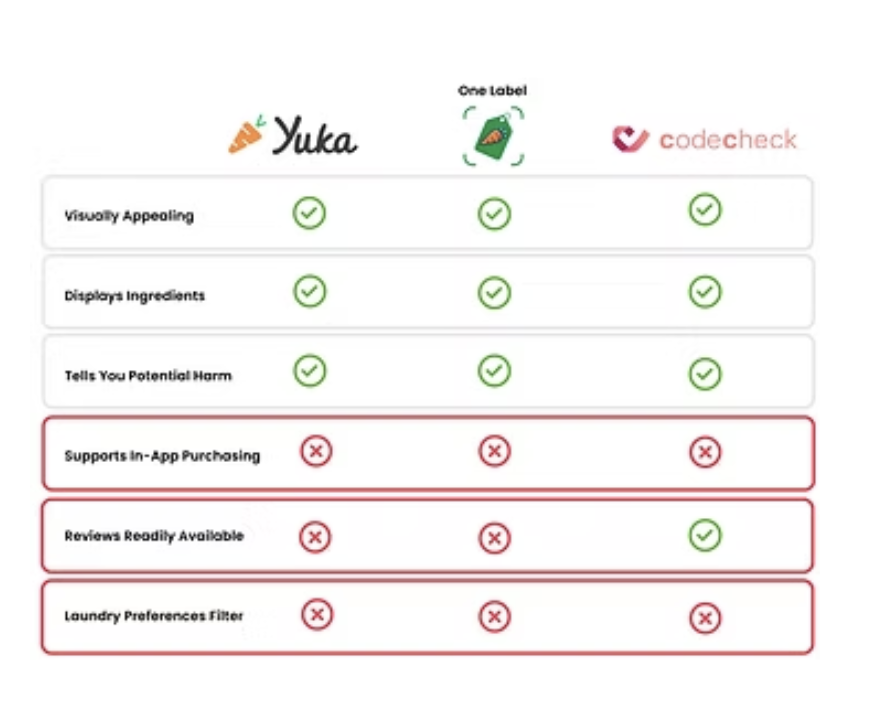 One Label
Yuka
codecheck
Visually Appealing
Displays Ingredients
Tells You Potential Harm
Supports In-App Purchasing
Reviews Readily Available
Laundry Preferences Filter